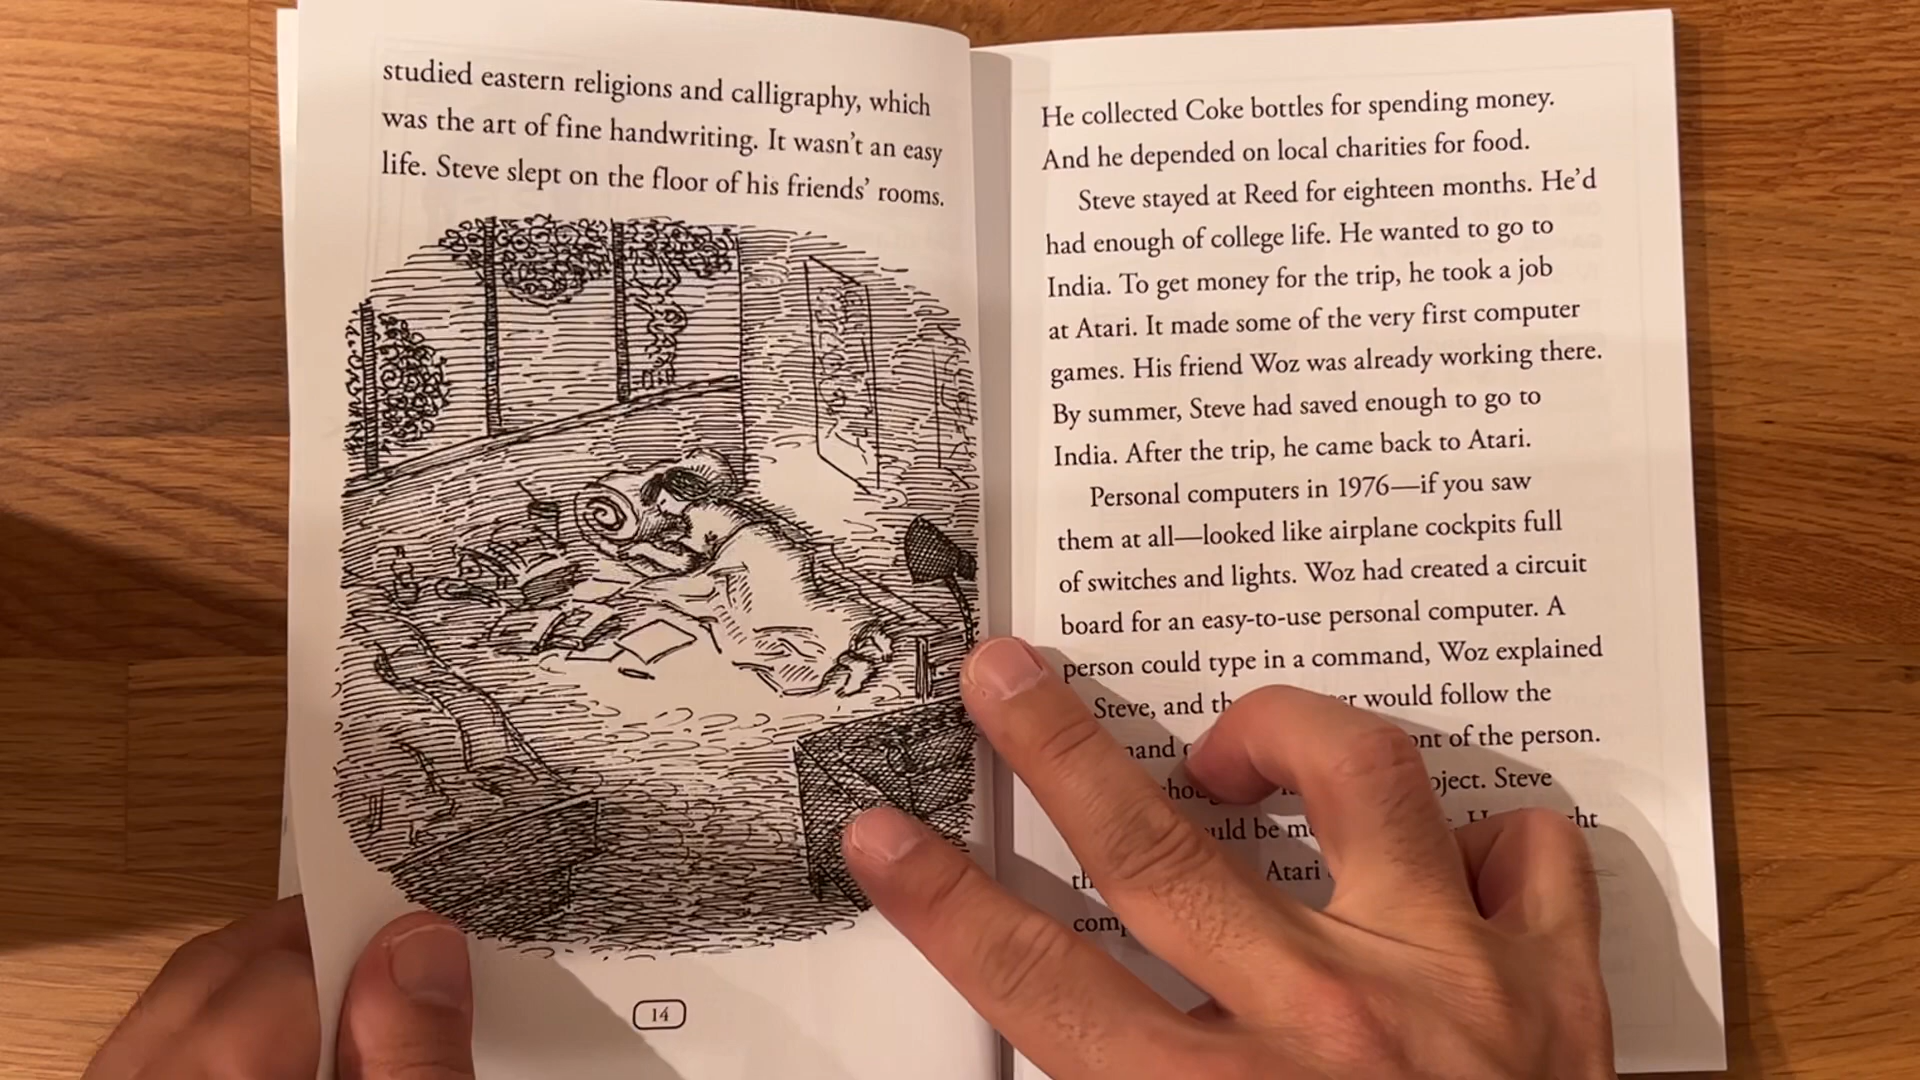 studied eastern religions and calligraphy, which
was the art of fine handwriting. It wasn't an easy
life. Steve slept on the floor of his friends' rooms.
14
He collected Coke bottles for spending money.
And he depended on local charities for food.
Steve stayed at Reed for eighteen months. He'd
had enough of college life. He wanted to go to
India. To get money for the trip, he took a job
at Atari. It made some of the very first computer
games. His friend Woz was already working there.
By summer, Steve had saved enough to go to
India. After the trip, he came back to Atari.
Personal computers in 1976—if you saw
them at all—looked like airplane cockpits full
of switches and lights. Woz had created a circuit
board for an easy-to-use personal computer. A
person could type in a command, Woz explained
Steve, and would follow the
of the person.
Steve
be
Atari